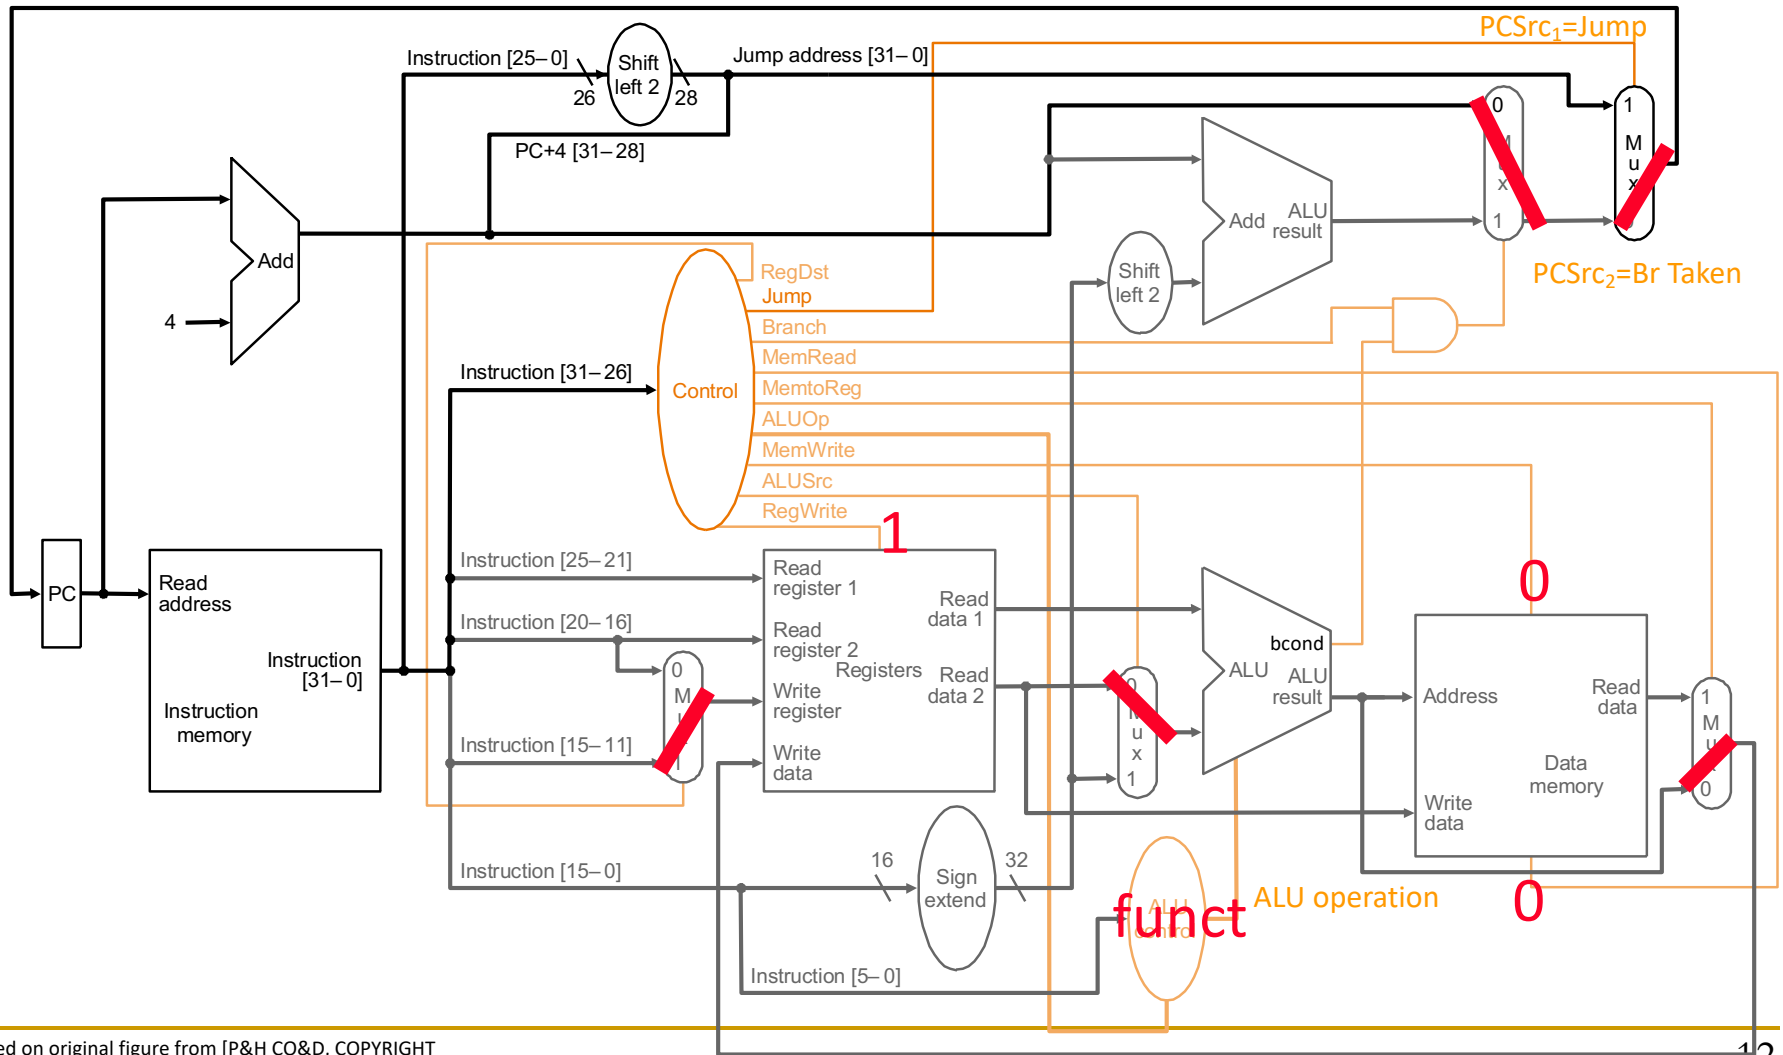 PCSrc1=Jump
Instruction [25–0]
Shift
left 2
Jump address [31–0]
26
28
0
M
u
x
1
1
M
u
x
PC+4 [31–28]
Add
4
Add
ALU
result
Shift
left 2
PCSrc2=Br Taken
RegDst
Jump
Branch
MemRead
MemtoReg
ALUOp
MemWrite
ALUSrc
RegWrite
Instruction [31–26]
Control
1
0
PC
Read
address
Instruction
[31–0]
Instruction
memory
Instruction [25–21]
Instruction [20–16]
Instruction [15–11]
Instruction [15–0]
0
M
Read
register 1
Read
register 2
Registers
Write
register
Write
data
Read
data 1
Read
data 2
0
M
u
x
1
bcond
ALU
ALU
result
Address
Read
data
Data
memory
Write
data
1
M
u
0
16
Sign
extend
32
ALU
control
funct
ALU operation
0
Instruction [5–0]
ed on original figure from [P&H CO&D, COPYRIGHT